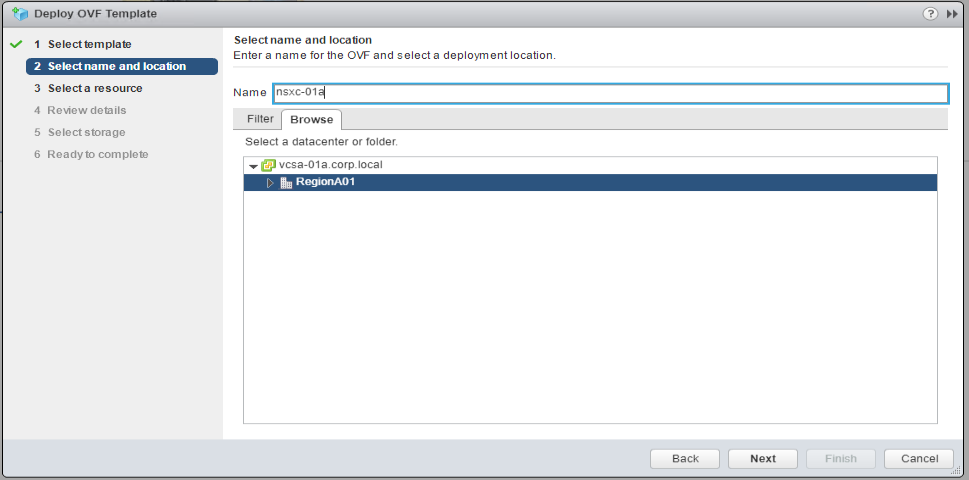 Deploy OVF Template
?
1 Select template
2 Select name and location
3 Select a resource
4 Review details
5 Select storage
6 Ready to complete
Select name and location
Enter a name for the OVF and select a deployment location.
Name nsxc-01a
Filter Browse
Select a datacenter or folder.
vcsa-01a.corp.local
RegionA01
Back Next Finish Cancel